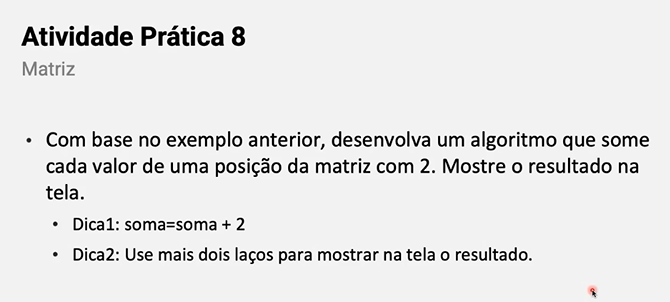 Atividade Prática 8
Matriz
• Com base no exemplo anterior, desenvolva um algoritmo que some
cada valor de uma posição da matriz com 2. Mostre o resultado na
tela.
• Dica1: soma=soma + 2
• Dica2: Use mais dois laços para mostrar na tela o resultado.